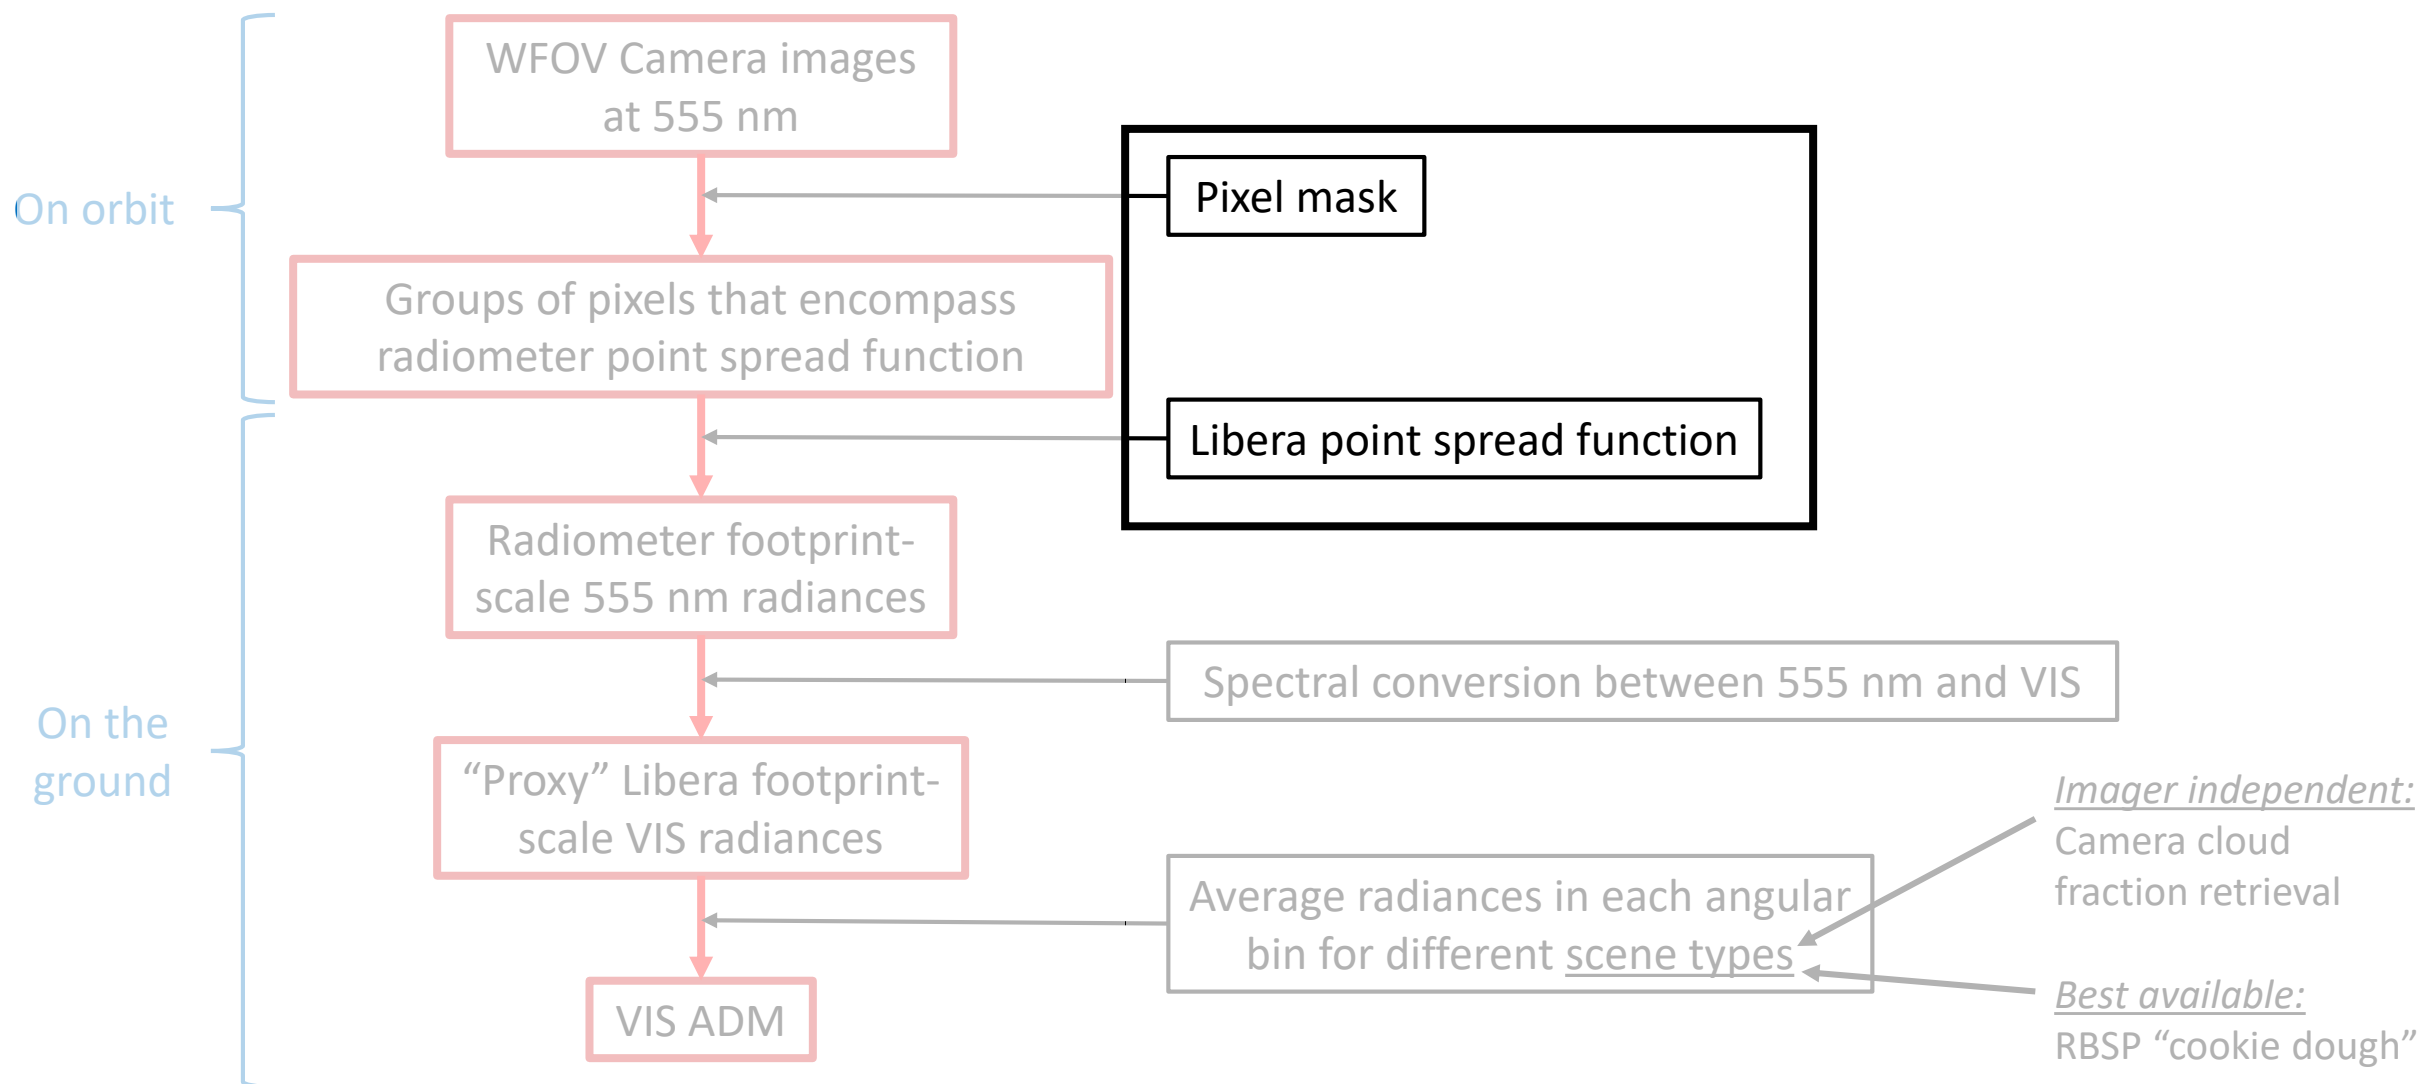 WFOV Camera images
at 555 nm
On orbit
Pixel mask
Groups of pixels that encompass
radiometer point spread function
Libera point spread function
Radiometer footprint-
scale 555 nm radiances
Spectral conversion between 555 nm and VIS
On the
ground
“Proxy” Libera footprint-
scale VIS radiances
Imager independent:
Camera cloud
fraction retrieval
Average radiances in each angular
bin for different scene types
VIS ADM
Best available:
RBSP “cookie dough”